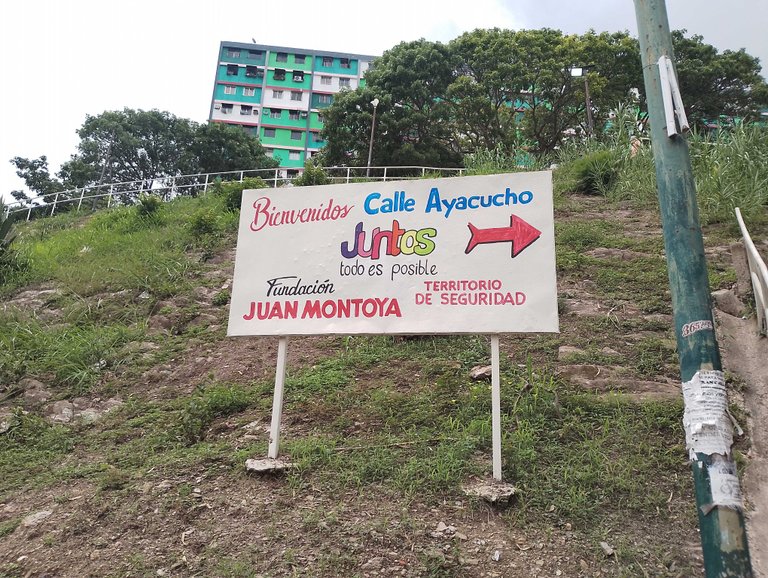 Bienvenidos Calle Ayacucho
Juntos
todo es posible
Fundación
JUAN MONTOYA
TERRITORIO
DE SEGURIDAD